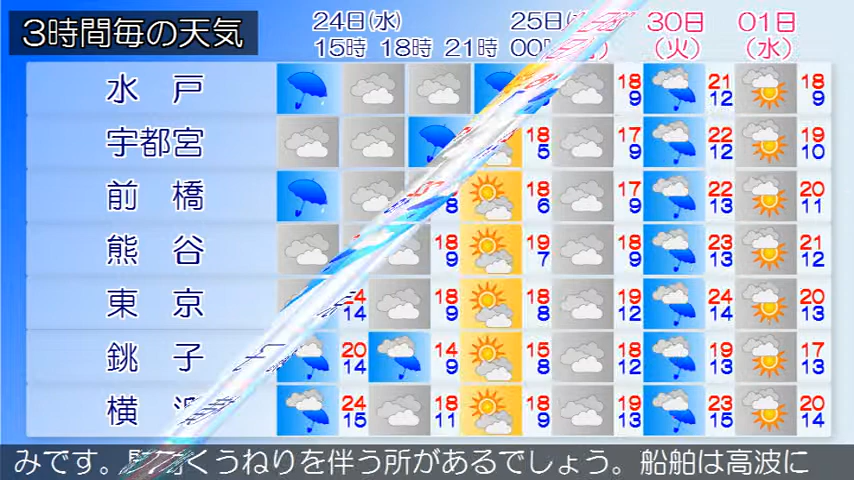 3時間毎の天気
24日(水) 25日 30日 01日
15時 18時 21時 (火) (水)
水戸 18 9 21 12 18 9
宇都宮 18 5 17 9 22 12 19 10
前橋 8 18 6 17 9 22 13 20 11
熊谷 18 9 19 7 18 9 23 13 21 12
東京 24 14 18 9 18 8 19 12 24 14 20 13
銚子 20 14 14 9 15 8 18 12 19 13 17 13
横 24 15 18 11 18 9 19 13 23 15 20 14
みです。 くうねりを伴う所があるでしょう。船舶は高波に